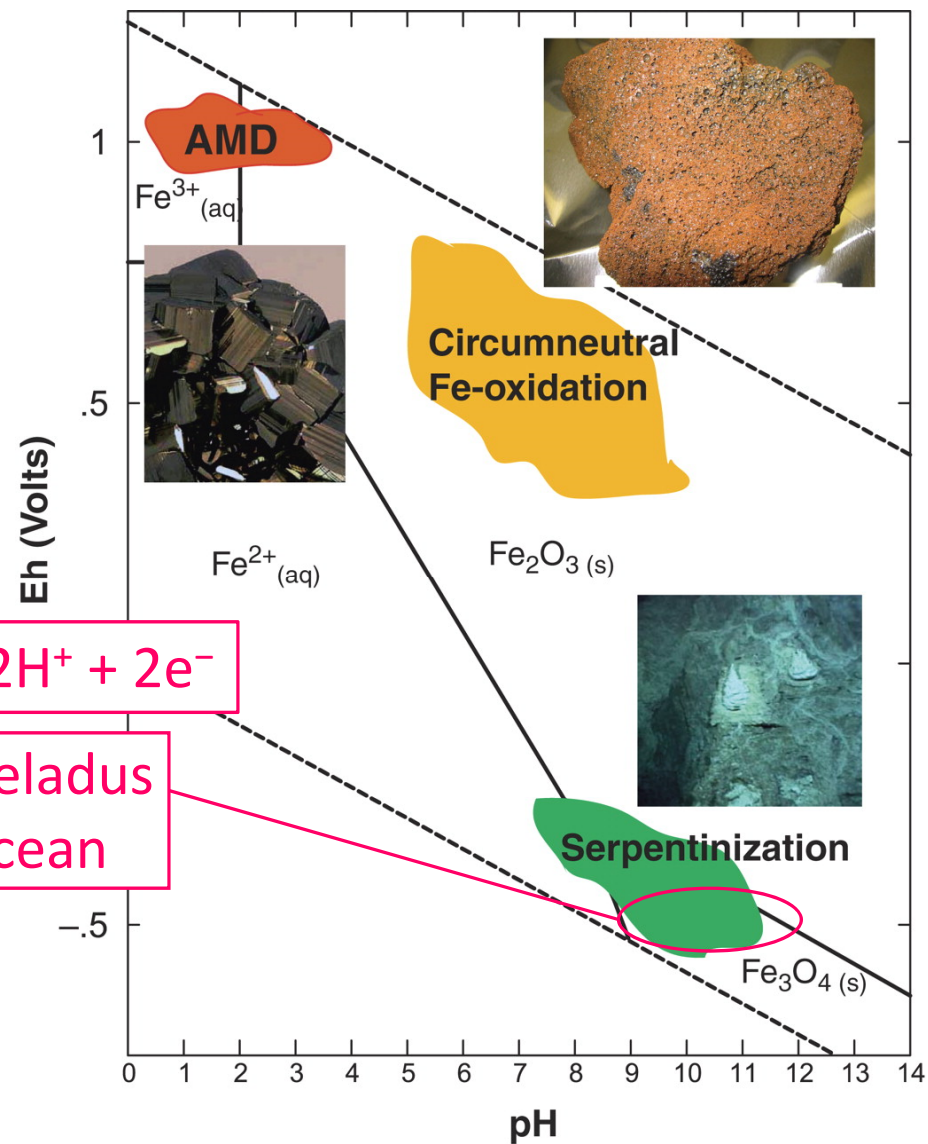 1
.5
–.5
Eh (Volts)
AMD
Fe³⁺(aq)
Circumneutral
Fe-oxidation
Fe²⁺(aq)
Fe₂O₃ (s)
2H⁺ + 2e⁻
eladus
cean
Serpentinization
Fe₃O₄ (s)
0 1 2 3 4 5 6 7 8 9 10 11 12 13 14
pH